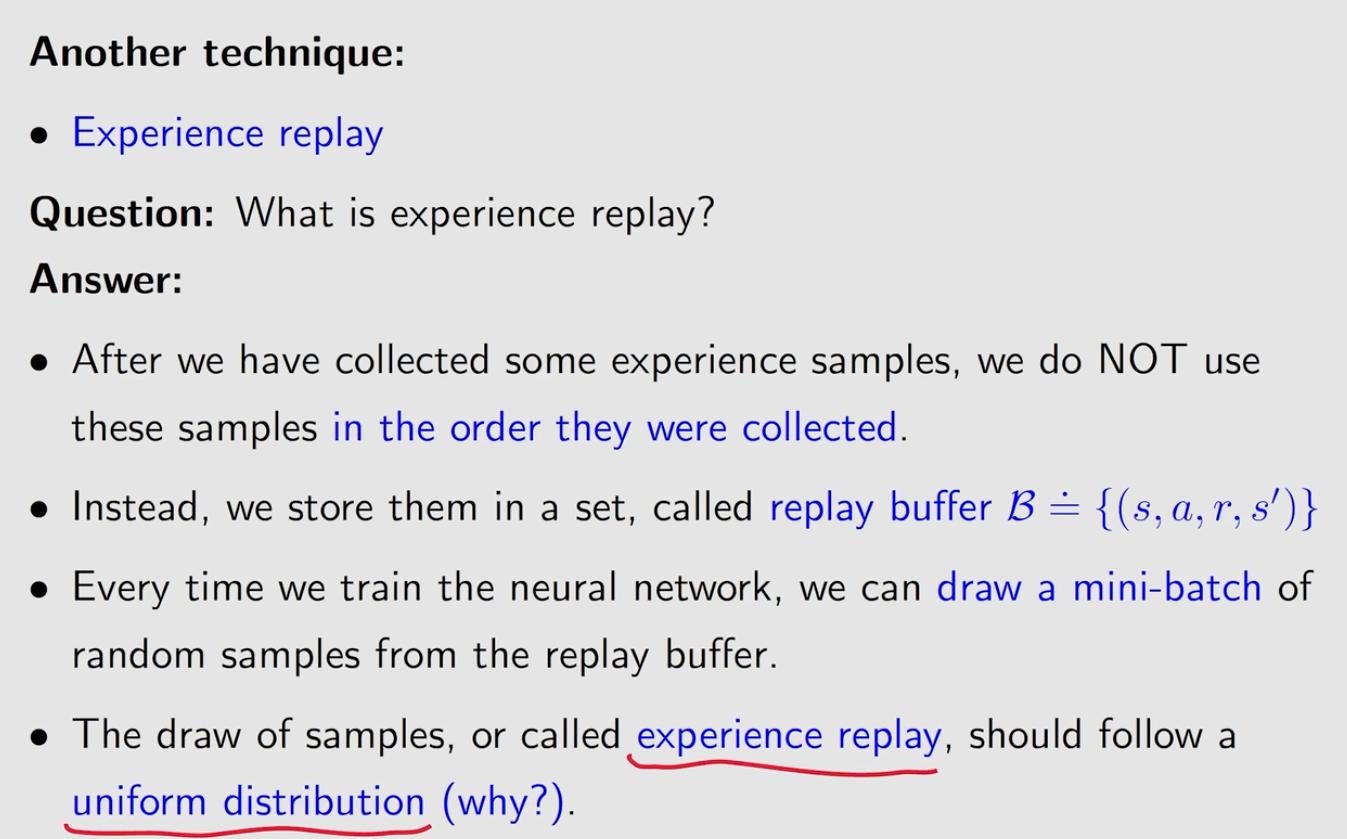 Another technique:
• Experience replay
Question: What is experience replay?
Answer:
• After we have collected some experience samples, we do NOT use
these samples in the order they were collected.
• Instead, we store them in a set, called replay buffer ℬ ≐ {(s, a, r, s′)}
• Every time we train the neural network, we can draw a mini-batch of
random samples from the replay buffer.
• The draw of samples, or called experience replay, should follow a
uniform distribution (why?).